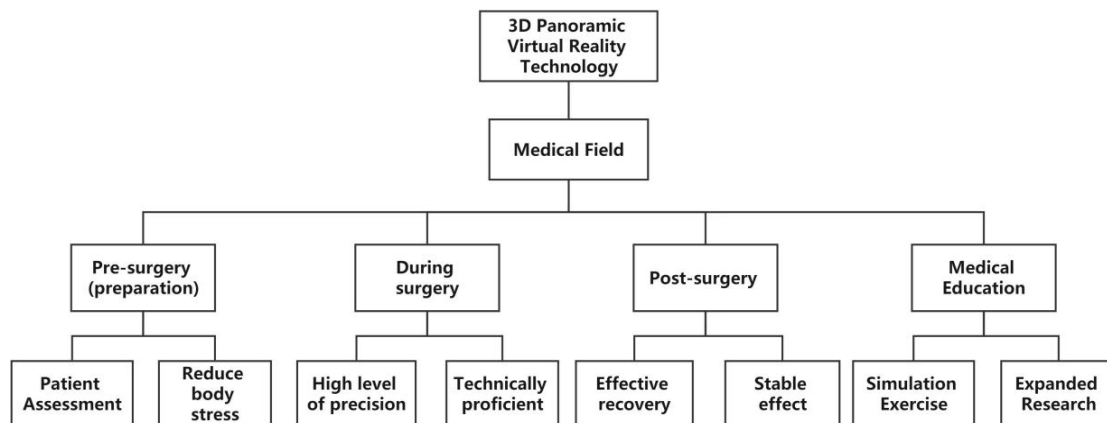 3D Panoramic
Virtual Reality
Technology
Medical Field
Pre-surgery
(preparation)
During
surgery
Post-surgery
Medical
Education
Patient
Assessment
Reduce
body
stress
High level
of precision
Technically
proficient
Effective
recovery
Stable
effect
Simulation
Exercise
Expanded
Research